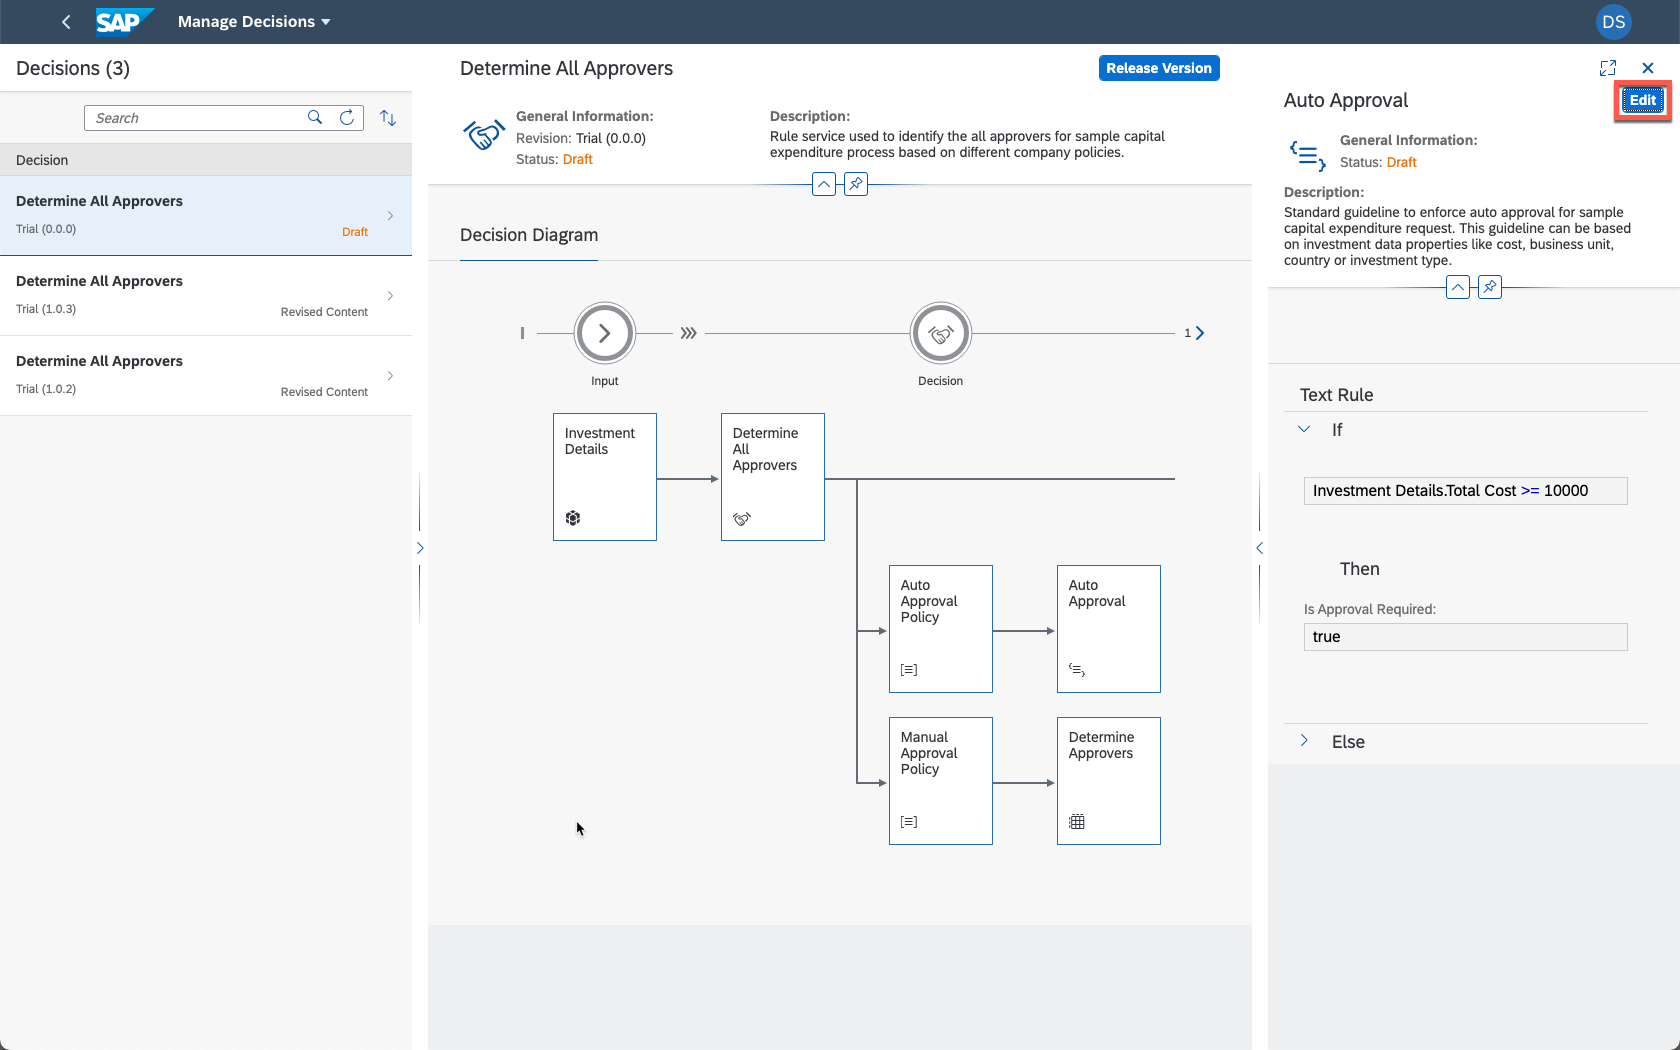 SAP
Manage Decisions
DS
Decisions (3)
Search
Decision
Determine All Approvers
Trial (0.0.0)
Draft
Determine All Approvers
Trial (1.0.3)
Revised Content
Determine All Approvers
Trial (1.0.2)
Revised Content
Determine All Approvers
Release Version
General Information:
Revision: Trial (0.0.0)
Status: Draft
Description:
Rule service used to identify the all approvers for sample capital
expenditure process based on different company policies.
Decision Diagram
1
Input
Decision
Investment
Details
Determine
All
Approvers
Auto
Approval
Policy
Auto
Approval
Manual
Approval
Policy
Determine
Approvers
Auto Approval
Edit
General Information:
Status: Draft
Description:
Standard guideline to enforce auto approval for sample
capital expenditure request. This guideline can be based
on investment data properties like cost, business unit,
country or investment type.
Text Rule
If
Investment Details.Total Cost >= 10000
Then
Is Approval Required:
true
Else